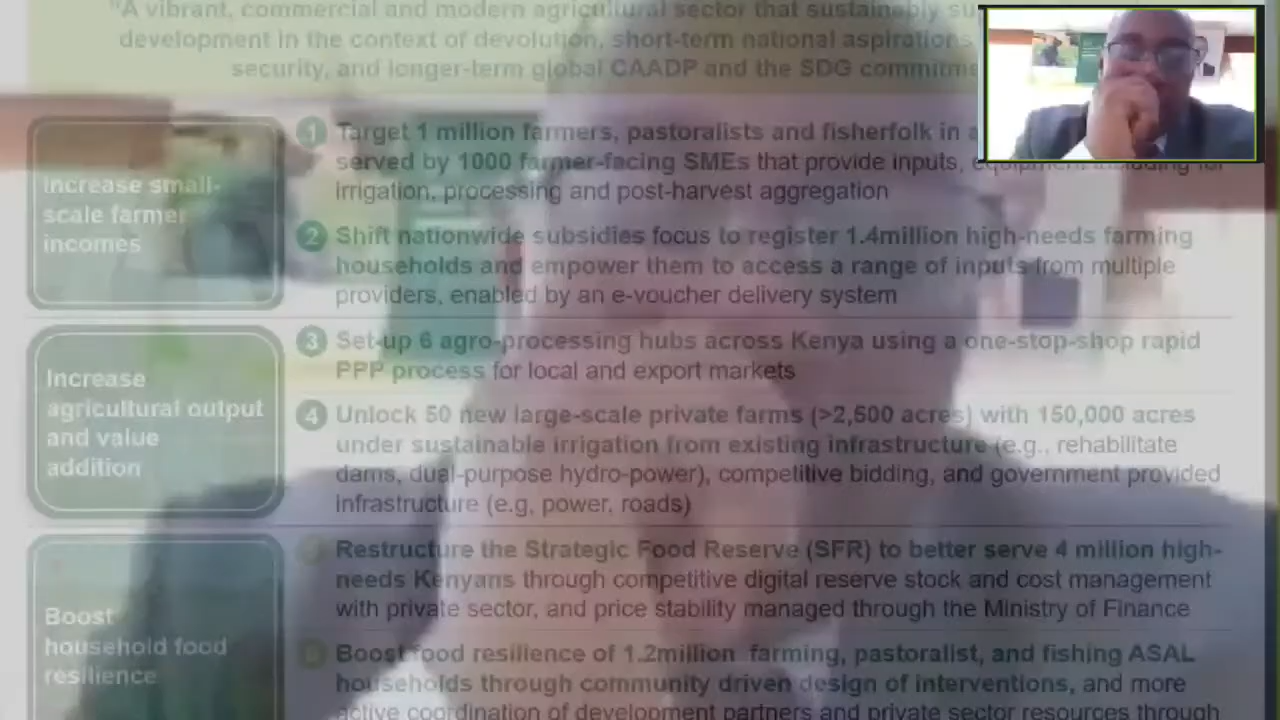 "A vibrant, commercial and modern agricultural sector that sustainably
development in the context of devolution, short-term national aspirations
security, and longer-term global CAADP and the SDG
Increase small-
scale farmer
incomes
1 Target 1 million farmers, pastoralists and fisherfolk in
served by 1000 farmer-facing SMEs that provide inputs, equipment including for
irrigation, processing and post-harvest aggregation
2 Shift nationwide subsidies focus to register 1.4million high-needs farming
households and empower them to access a range of inputs from multiple
providers, enabled by an e-voucher delivery system
Increase
agricultural output
and value
addition
3 Set-up 6 agro-processing hubs across Kenya using a one-stop-shop rapid
PPP process for local and export markets
4 Unlock 50 new large-scale private farms (>2,500 acres) with 150,000 acres
under sustainable irrigation from existing infrastructure (e.g., rehabilitate
dams, dual-purpose hydro-power), competitive bidding, and government provided
infrastructure (e.g, power, roads)
Boost
household food
resilience
Restructure the Strategic Food Reserve (SFR) to better serve 4 million high-
needs Kenyans through competitive digital reserve stock and cost management
with private sector, and price stability managed through the Ministry of Finance
Boost food resilience of 1.2million farming, pastoralist, and fishing ASAL
households through community driven design of interventions, and more
active coordination of development partners and private sector resources through